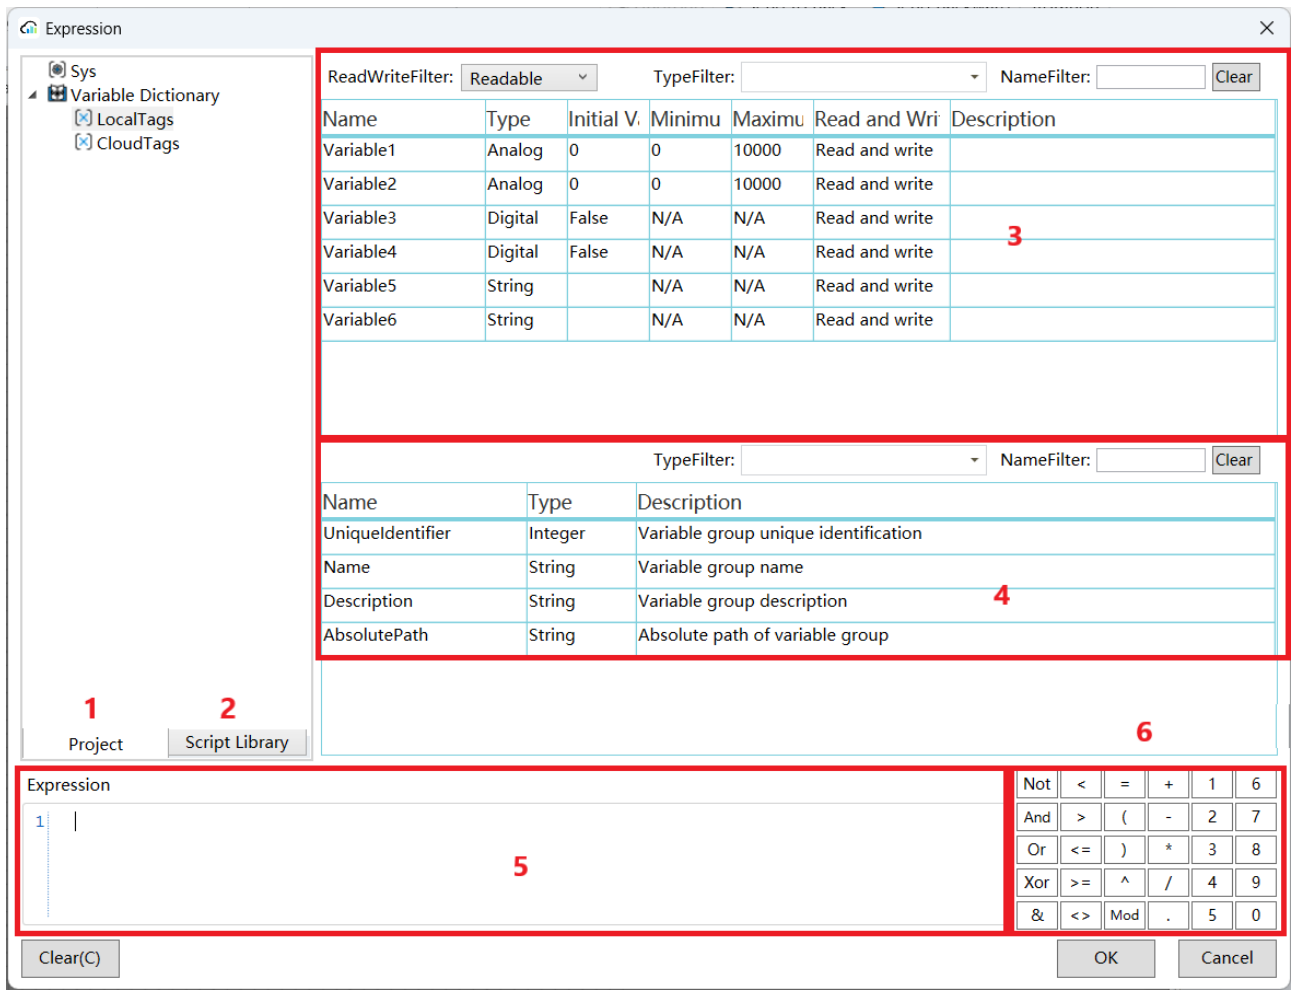 Expression
Sys
Variable Dictionary
LocalTags
CloudTags
1
2
Project Script Library
ReadWriteFilter: Readable TypeFilter: NameFilter: Clear
Name Type Initial V Minimu Maximu Read and Wri Description
Variable1 Analog 0 0 10000 Read and write
Variable2 Analog 0 0 10000 Read and write
Variable3 Digital False N/A N/A Read and write
3
Variable4 Digital False N/A N/A Read and write
Variable5 String N/A N/A Read and write
Variable6 String N/A N/A Read and write
TypeFilter: NameFilter: Clear
Name Type Description
UniqueIdentifier Integer Variable group unique identification
Name String Variable group name
Description String Variable group description
4
AbsolutePath String Absolute path of variable group
6
Expression
1
5
Not < = + 1 6
And > ( - 2 7
Or <= ) * 3 8
Xor >= ^ / 4 9
& <> Mod . 5 0
Clear(C) OK Cancel